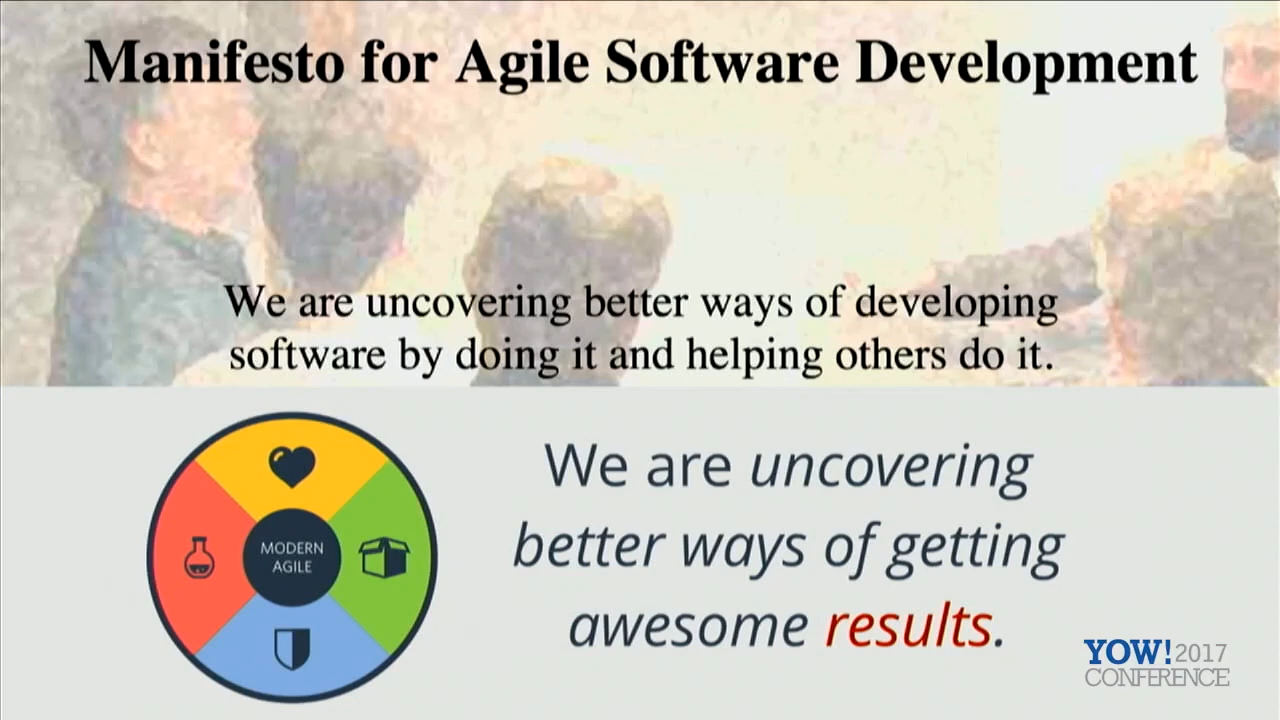 Manifesto for Agile Software Development
We are uncovering better ways of developing
software by doing it and helping others do it.
MODERN
AGILE
We are uncovering
better ways of getting
awesome results.
YOW! 2017
CONFERENCE